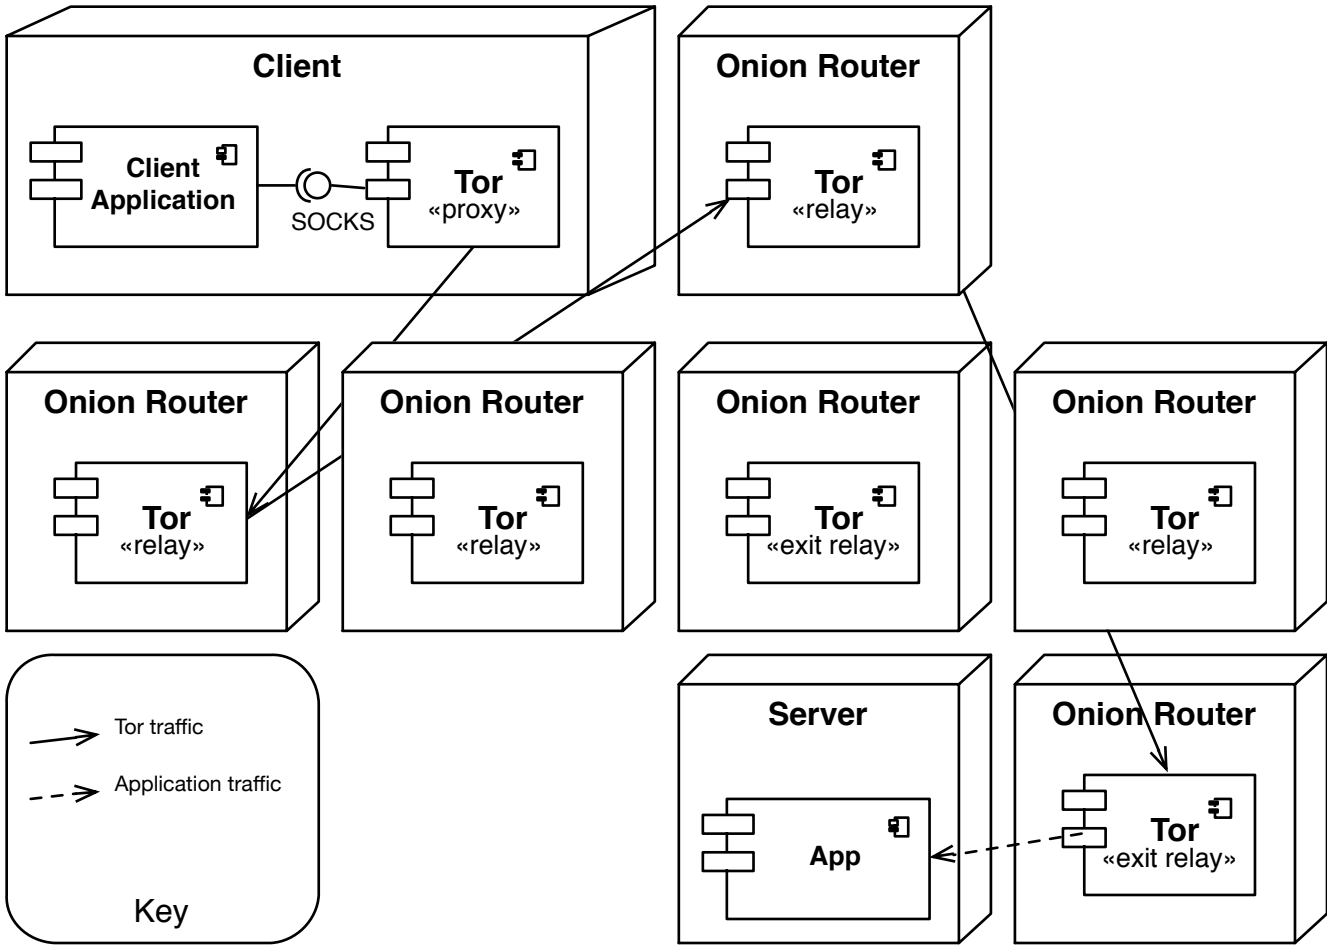 Client
Client
Application
SOCKS
Tor
«proxy»
Onion Router
Tor
«relay»
Onion Router
Tor
«relay»
Onion Router
Tor
«relay»
Onion Router
Tor
«exit relay»
Onion Router
Tor
«relay»
Tor traffic
Application traffic
Key
Server
App
Onion Router
Tor
«exit relay»